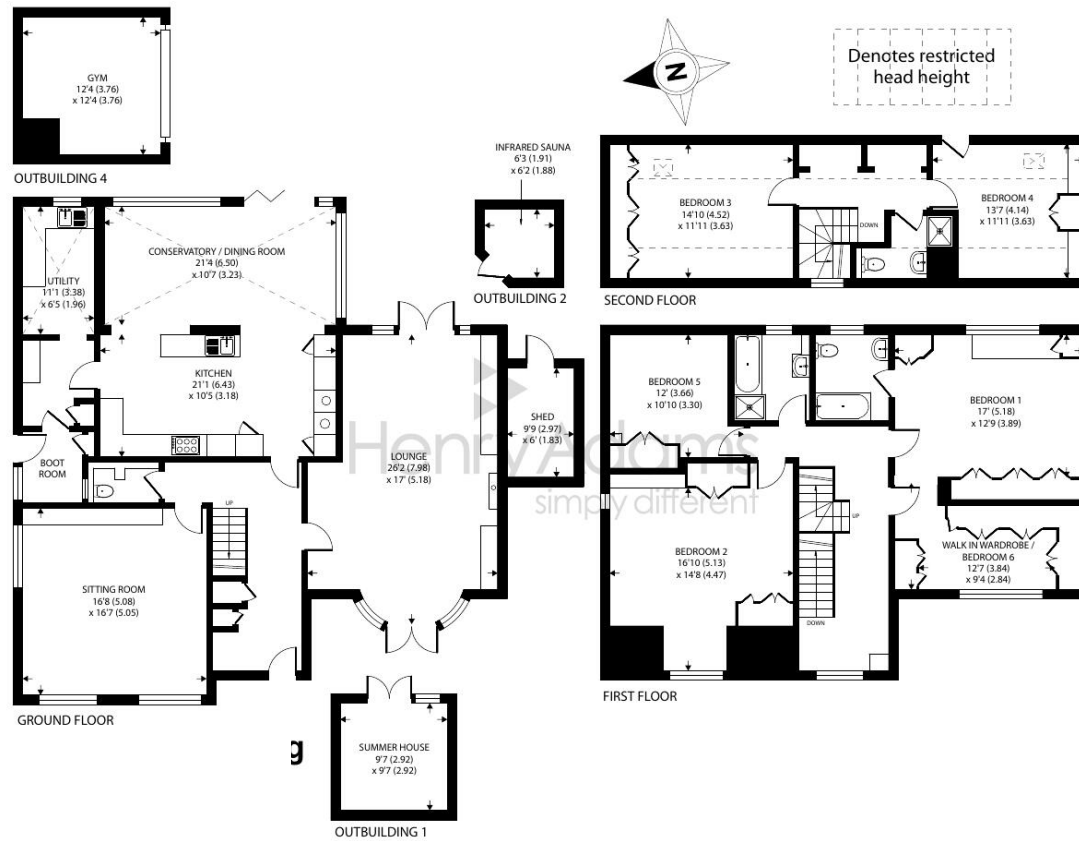 GYM
12'4 (3.76)
x 12'4 (3.76)
OUTBUILDING 4
N
Denotes restricted
head height
INFRARED SAUNA
6'3 (1.91)
x 6'2 (1.88)
OUTBUILDING 2
CONSERVATORY / DINING ROOM
21'4 (6.50)
x 10'7 (3.23)
UTILITY
11'1 (3.38)
x 6'5 (1.96)
KITCHEN
21'1 (6.43)
x 10'5 (3.18)
BOOT
ROOM
UP
LOUNGE
26'2 (7.98)
x 17' (5.18)
SITTING ROOM
16'8 (5.08)
x 16'7 (5.05)
GROUND FLOOR
SHED
9'9 (2.97)
x 6' (1.83)
Henry Adams
simply different
g
SUMMER HOUSE
9'7 (2.92)
x 9'7 (2.92)
OUTBUILDING 1
BEDROOM 3
14'10 (4.52)
x 11'11 (3.63)
DOWN
BEDROOM 4
13'7 (4.14)
x 11'11 (3.63)
SECOND FLOOR
BEDROOM 5
12' (3.66)
x 10'10 (3.30)
BEDROOM 1
17' (5.18)
x 12'9 (3.89)
BEDROOM 2
16'10 (5.13)
x 14'8 (4.47)
UP
DOWN
WALK IN WARDROBE /
BEDROOM 6
12'7 (3.84)
x 9'4 (2.84)
FIRST FLOOR